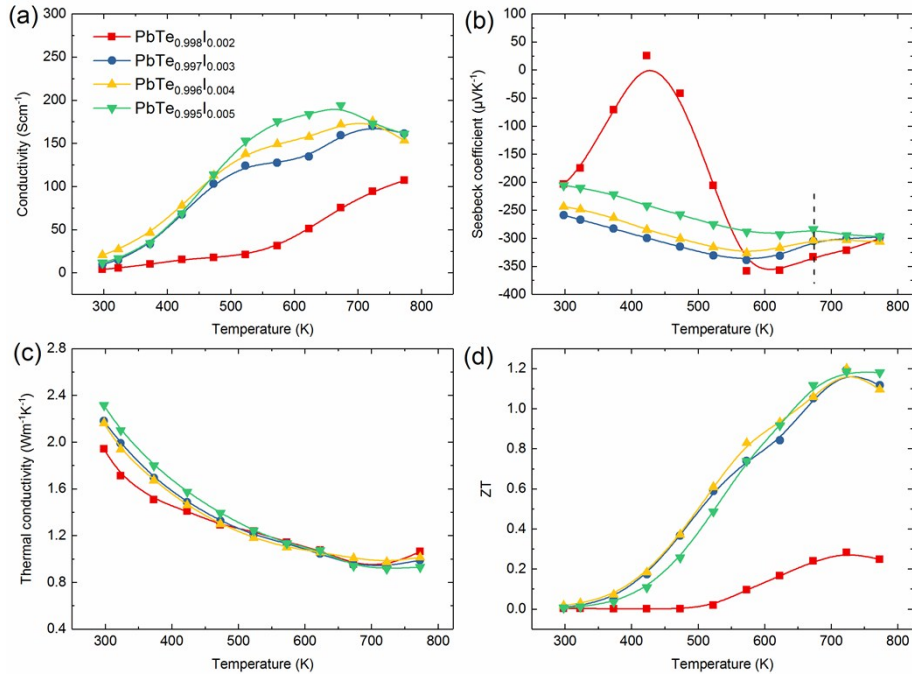 (a)
300
250
200
150
100
50
0
Conductivity (Scm⁻¹)
PbTe₀.₉₉₈I₀.₀₀₂
PbTe₀.₉₉₇I₀.₀₀₃
PbTe₀.₉₉₆I₀.₀₀₄
PbTe₀.₉₉₅I₀.₀₀₅
300 400 500 600 700 800
Temperature (K)
(b)
100
50
0
-50
-100
-150
-200
-250
-300
-350
-400
Seebeck coefficient (μVK⁻¹)
300 400 500 600 700 800
Temperature (K)
(c)
2.8
2.4
2.0
1.6
1.2
0.8
0.4
Thermal conductivity (Wm⁻¹K⁻¹)
300 400 500 600 700 800
Temperature (K)
(d)
1.2
1.0
0.8
0.6
0.4
0.2
0.0
ZT
300 400 500 600 700 800
Temperature (K)